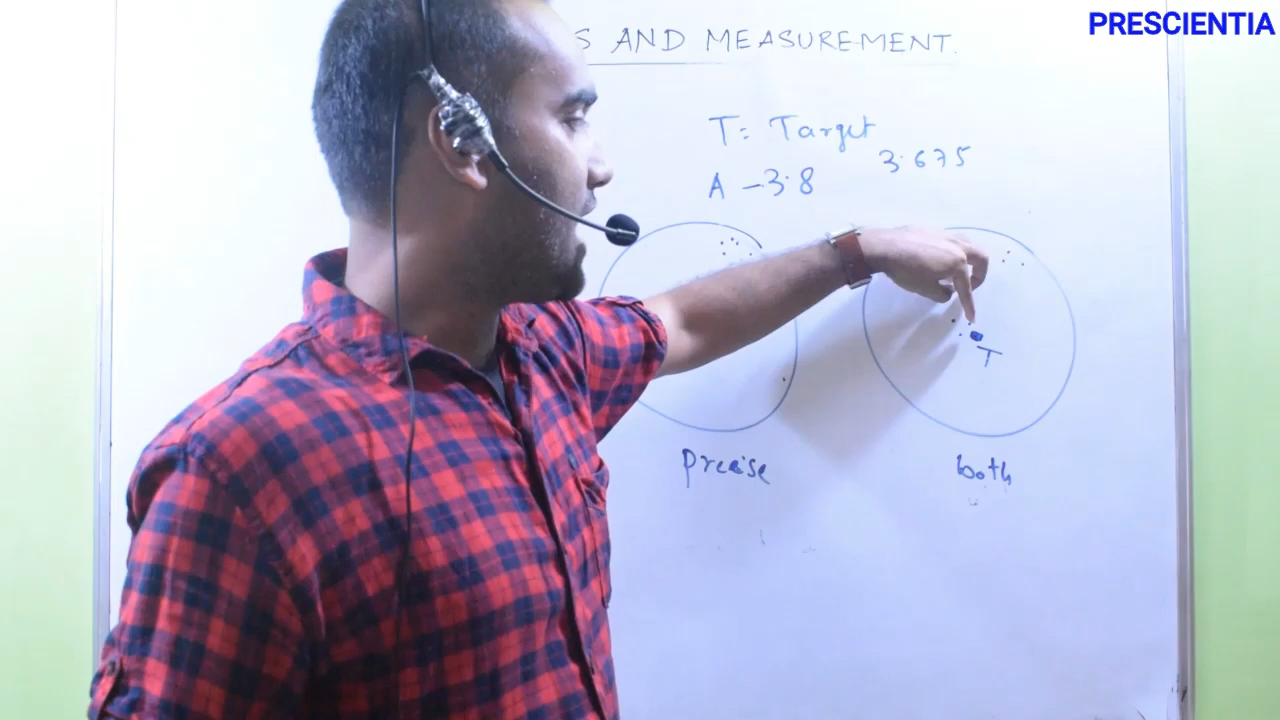 PRESCIENTIA
S AND MEASUREMENT.
T: Target
3.675
A - 3.8
T
precise
both